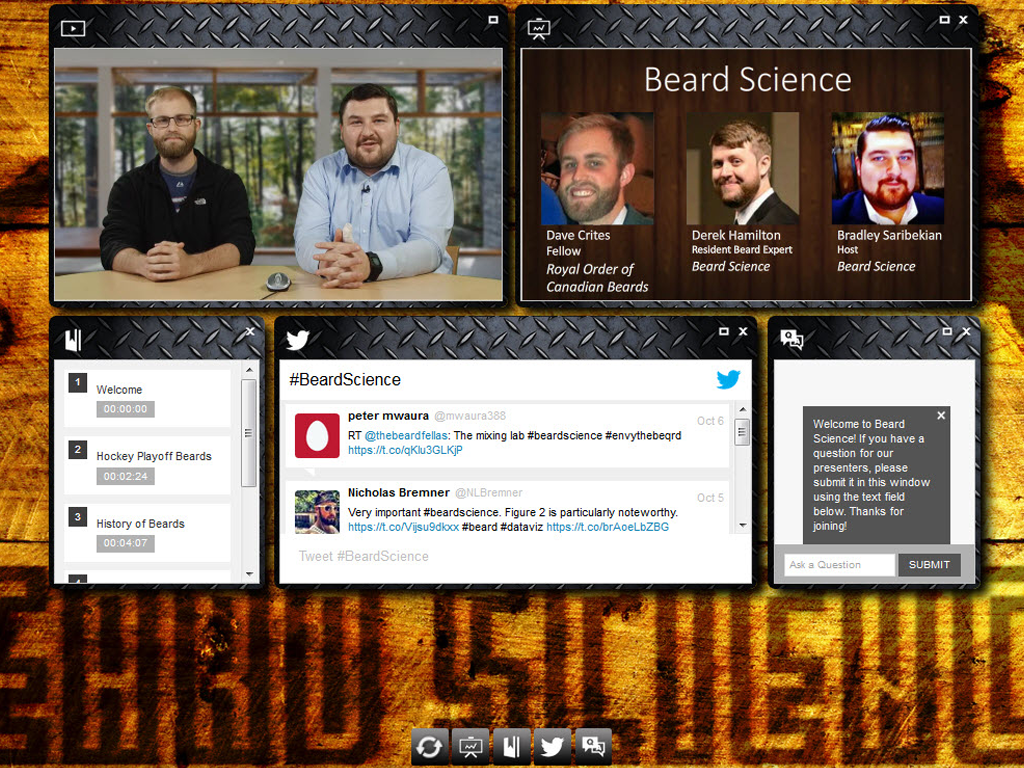 Beard Science
Dave Crites
Fellow
Royal Order of
Canadian Beards
Derek Hamilton
Resident Beard Expert
Beard Science
Bradley Saribekian
Host
Beard Science
1
Welcome
00:00:00
2
Hockey Playoff Beards
00:02:24
3
History of Beards
00:04:07
#BeardScience
peter mwaura @mwaura388
Oct 6
RT @thebeardfellas: The mixing lab #beardscience #envythebeqrd
https://t.co/qKlu3GLKjP
Nicholas Bremner @NLBremner
Oct 5
Very important #beardscience. Figure 2 is particularly noteworthy.
https://t.co/Vijsu9dkxx #beard #dataviz https://t.co/brAoeLbZBG
Tweet #BeardScience
Welcome to Beard
Science! If you have a
question for our
presenters, please
submit it in this window
using the text field
below. Thanks for
joining!
Ask a Question
SUBMIT